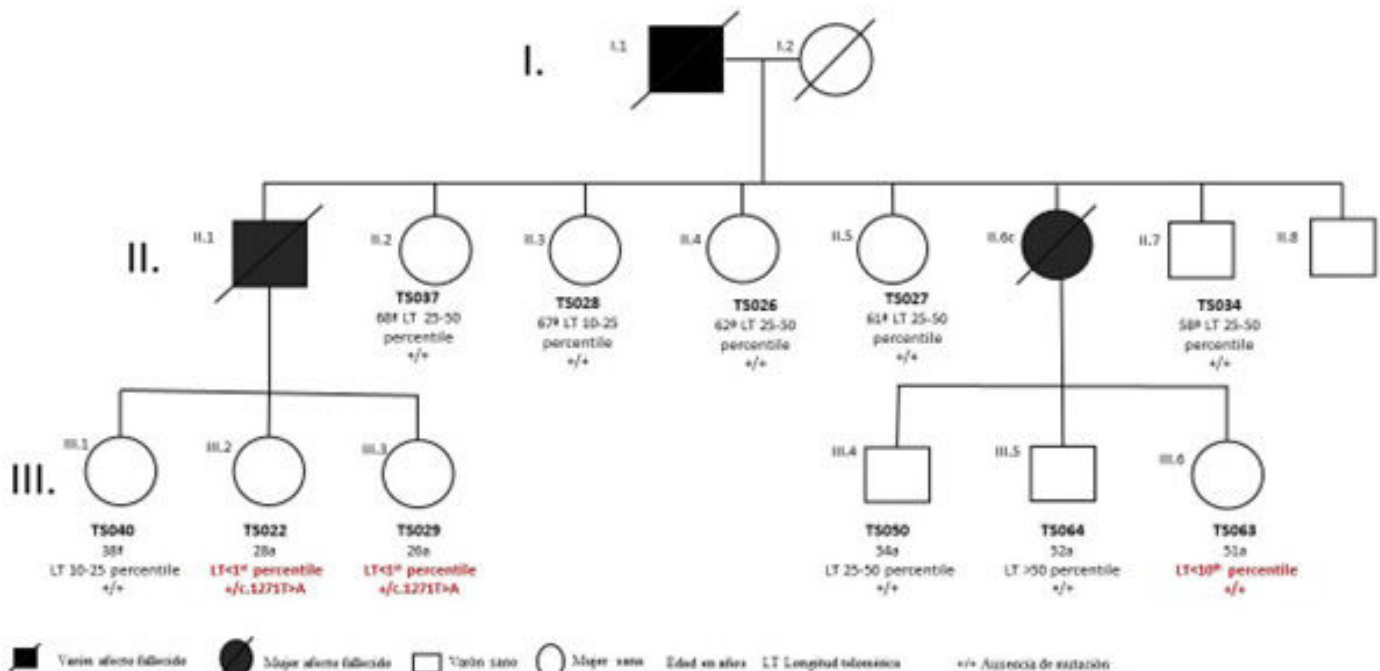 I.
I.1
I.2
II.
II.1
II.2
II.3
II.4
II.5
II.6c
II.7
II.8
TS037
68ª LT 25-50
percentile
+/+
TS028
67ª LT 10-25
percentile
+/+
TS026
62ª LT 25-50
percentile
+/+
TS027
61ª LT 25-50
percentile
+/+
TS034
58ª LT 25-50
percentile
+/+
III.
III.1
III.2
III.3
III.4
III.5
III.6
TS040
38ª
LT 10-25 percentile
+/+
TS022
28a
LT<1st percentile
+/c.1271T>A
TS029
26a
LT<1st percentile
+/c.1271T>A
TS050
54a
LT 25-50 percentile
+/+
TS064
52a
LT >50 percentile
+/+
TS063
51a
LT<10th percentile
+/+
Varón afecto fallecido Mujer afecto fallecido Varón sano Mujer sana Edad en años LT Longitud telomérica +/+ Ausencia de mutación